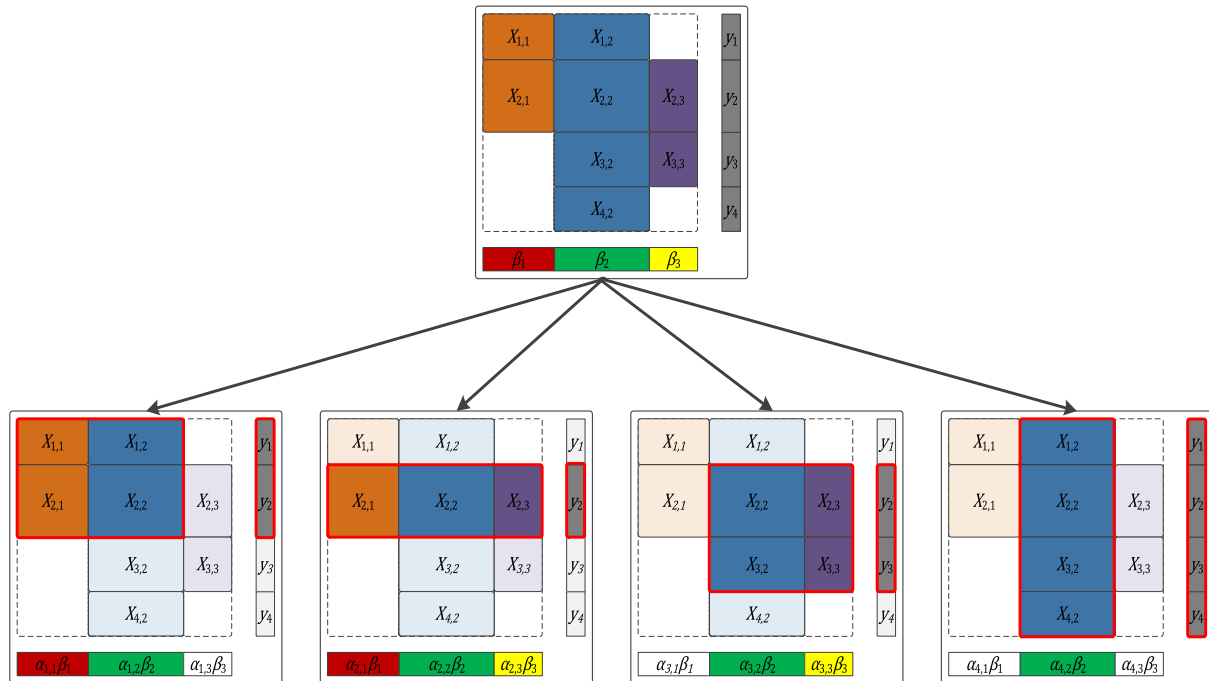 X1,1 X1,2 y1
X2,1 X2,2 X2,3 y2
X3,2 X3,3 y3
X4,2 y4
β1 β2 β3
X1,1 X1,2 y1
X2,1 X2,2 X2,3 y2
X3,2 X3,3 y3
X4,2 y4
α1,1β1 α1,2β2 α1,3β3
X1,1 X1,2 y1
X2,1 X2,2 X2,3 y2
X3,2 X3,3 y3
X4,2 y4
α2,1β1 α2,2β2 α2,3β3
X1,1 X1,2 y1
X2,1 X2,2 X2,3 y2
X3,2 X3,3 y3
X4,2 y4
α3,1β1 α3,2β2 α3,3β3
X1,1 X1,2 y1
X2,1 X2,2 X2,3 y2
X3,2 X3,3 y3
X4,2 y4
α4,1β1 α4,2β2 α4,3β3